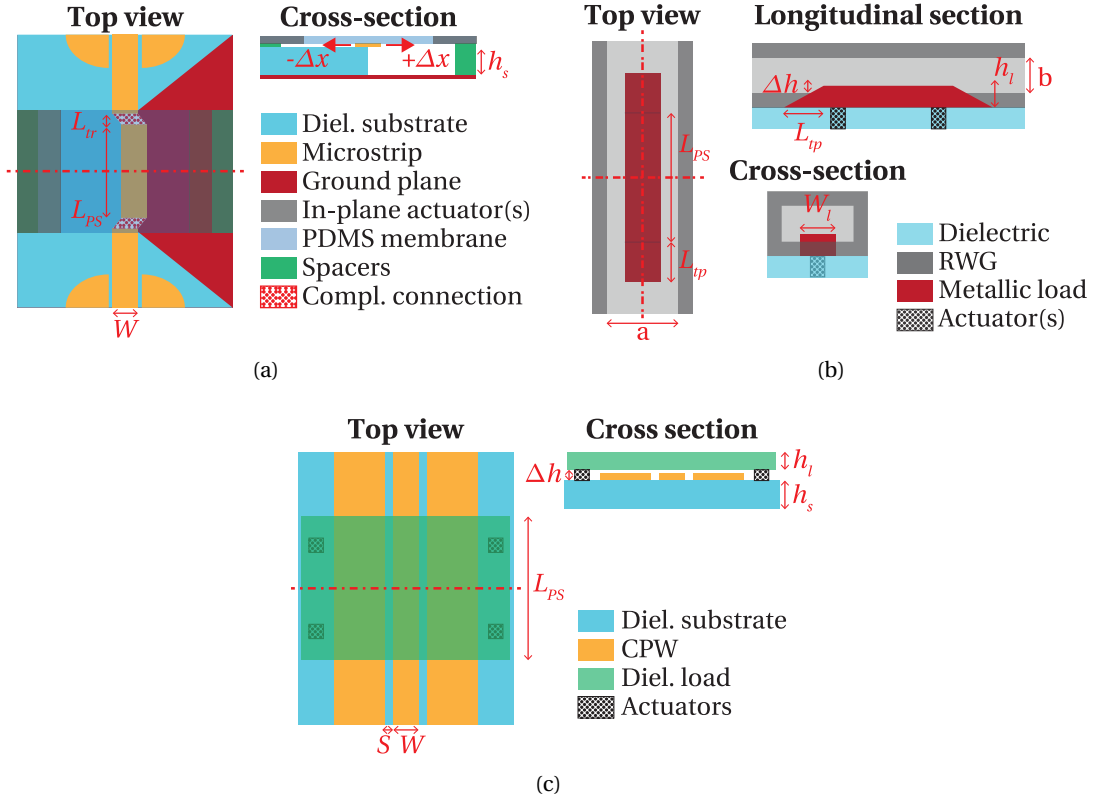 Top view
Cross-section
-Δx
+Δx
h_s
L_tr
L_PS
W
Diel. substrate
Microstrip
Ground plane
In-plane actuator(s)
PDMS membrane
Spacers
Compl. connection
(a)
Top view
L_PS
L_tp
a
Longitudinal section
Δh
h_l
b
L_tp
Cross-section
W_l
Dielectric
RWG
Metallic load
Actuator(s)
(b)
Top view
L_PS
S
W
Cross section
Δh
h_l
h_s
Diel. substrate
CPW
Diel. load
Actuators
(c)